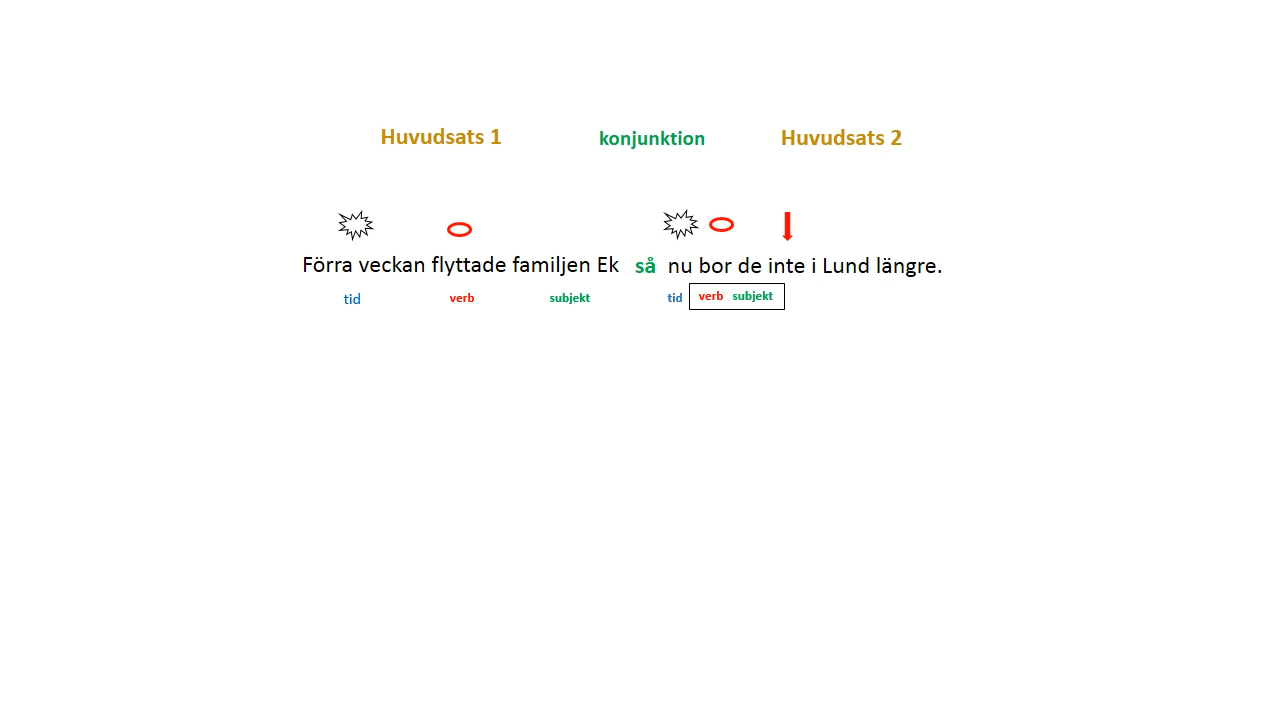 Huvudsats 1 konjunktion Huvudsats 2
Förra veckan flyttade familjen Ek så nu bor de inte i Lund längre.
tid verb subjekt tid verb subjekt